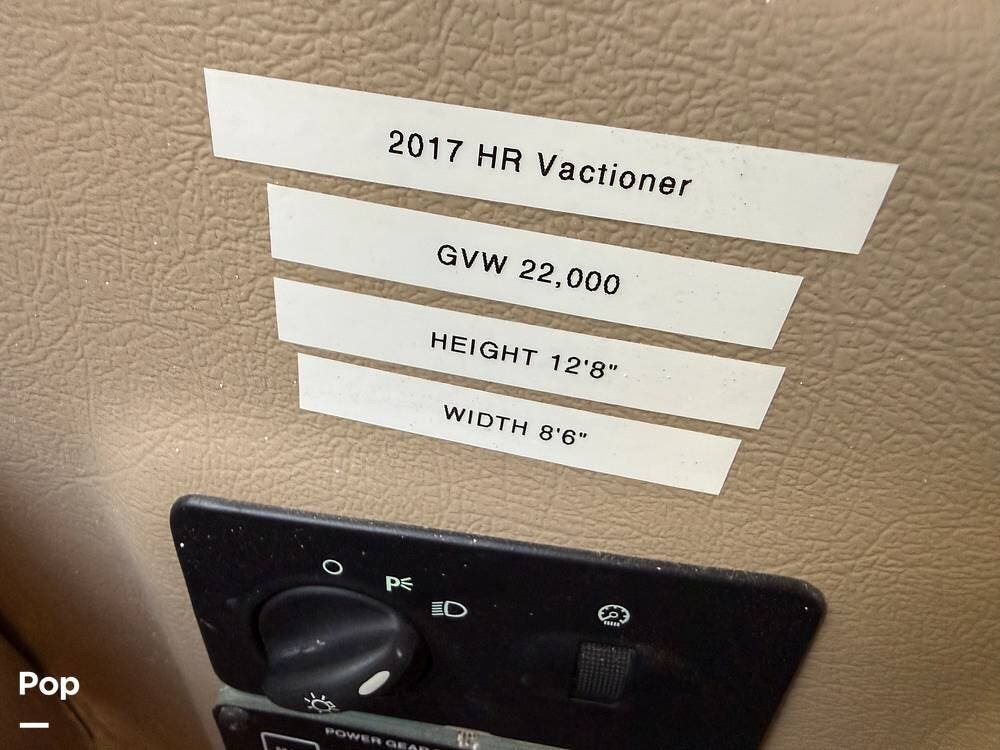 2017 HR Vactioner
GVW 22,000
HEIGHT 12'8"
WIDTH 8'6"
P
POWER GEAR
Pop